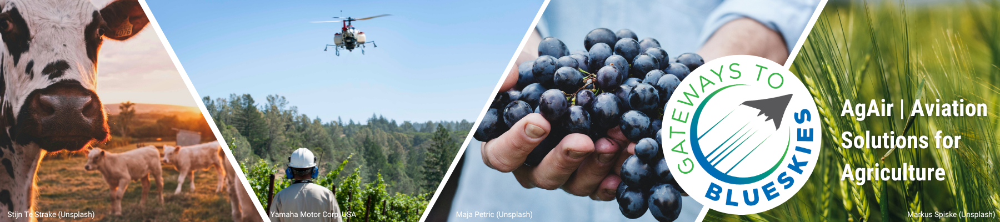 4076
GATEWAYS TO
BLUESKIES
AgAir | Aviation
Solutions for
Agriculture
Stijn Te Strake (Unsplash)
Yamaha Motor Corp, USA
Maja Petric (Unsplash)
Markus Spiske (Unsplash)